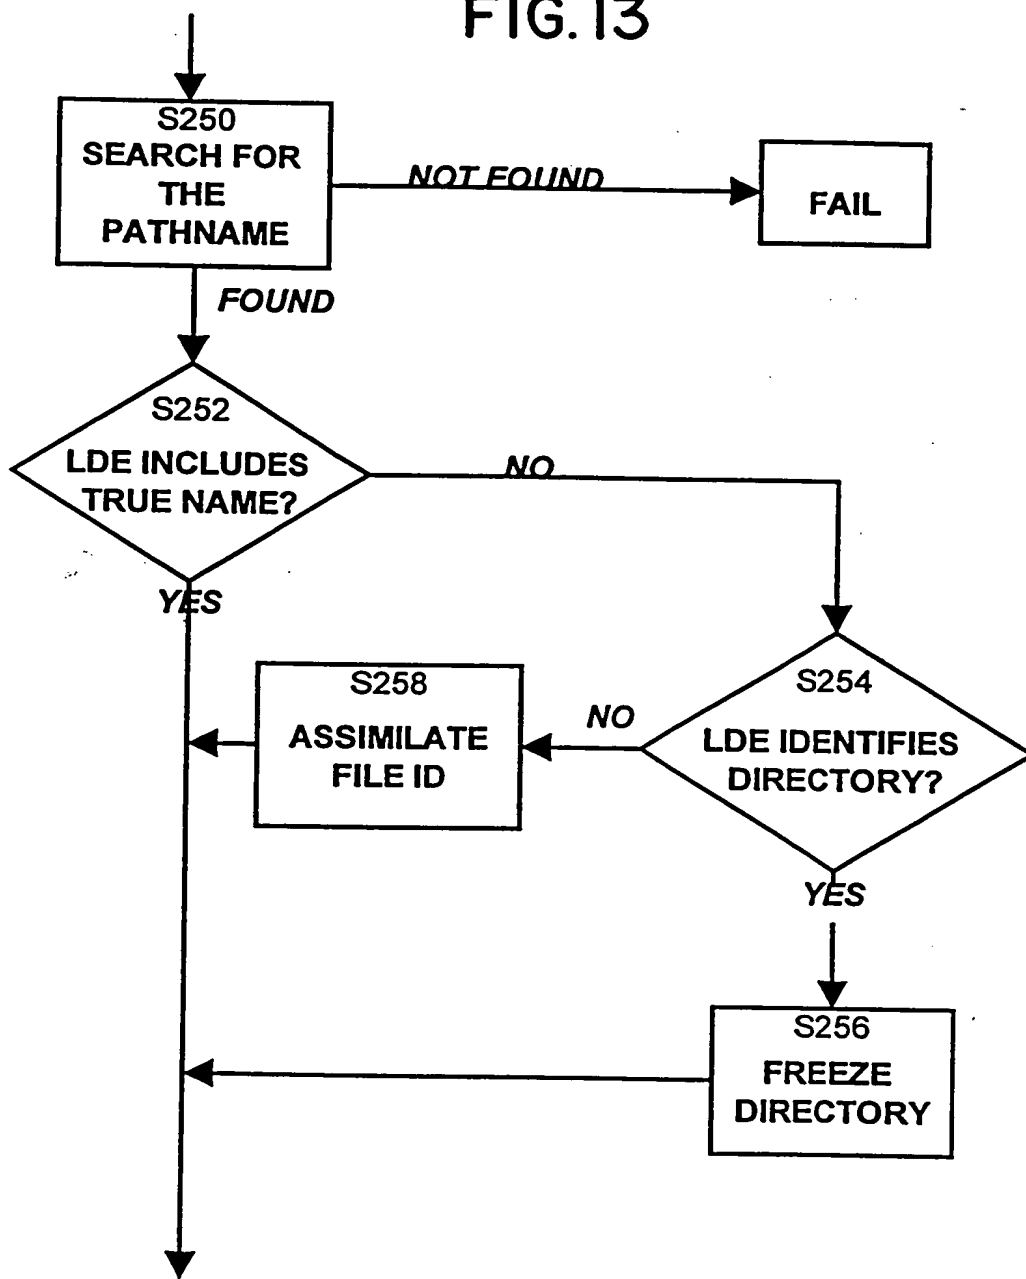 FIG. 13
S250
SEARCH FOR
THE
PATHNAME
NOT FOUND
FAIL
FOUND
S252
LDE INCLUDES
TRUE NAME?
NO
YES
S254
LDE IDENTIFIES
DIRECTORY?
NO
S258
ASSIMILATE
FILE ID
YES
S256
FREEZE
DIRECTORY